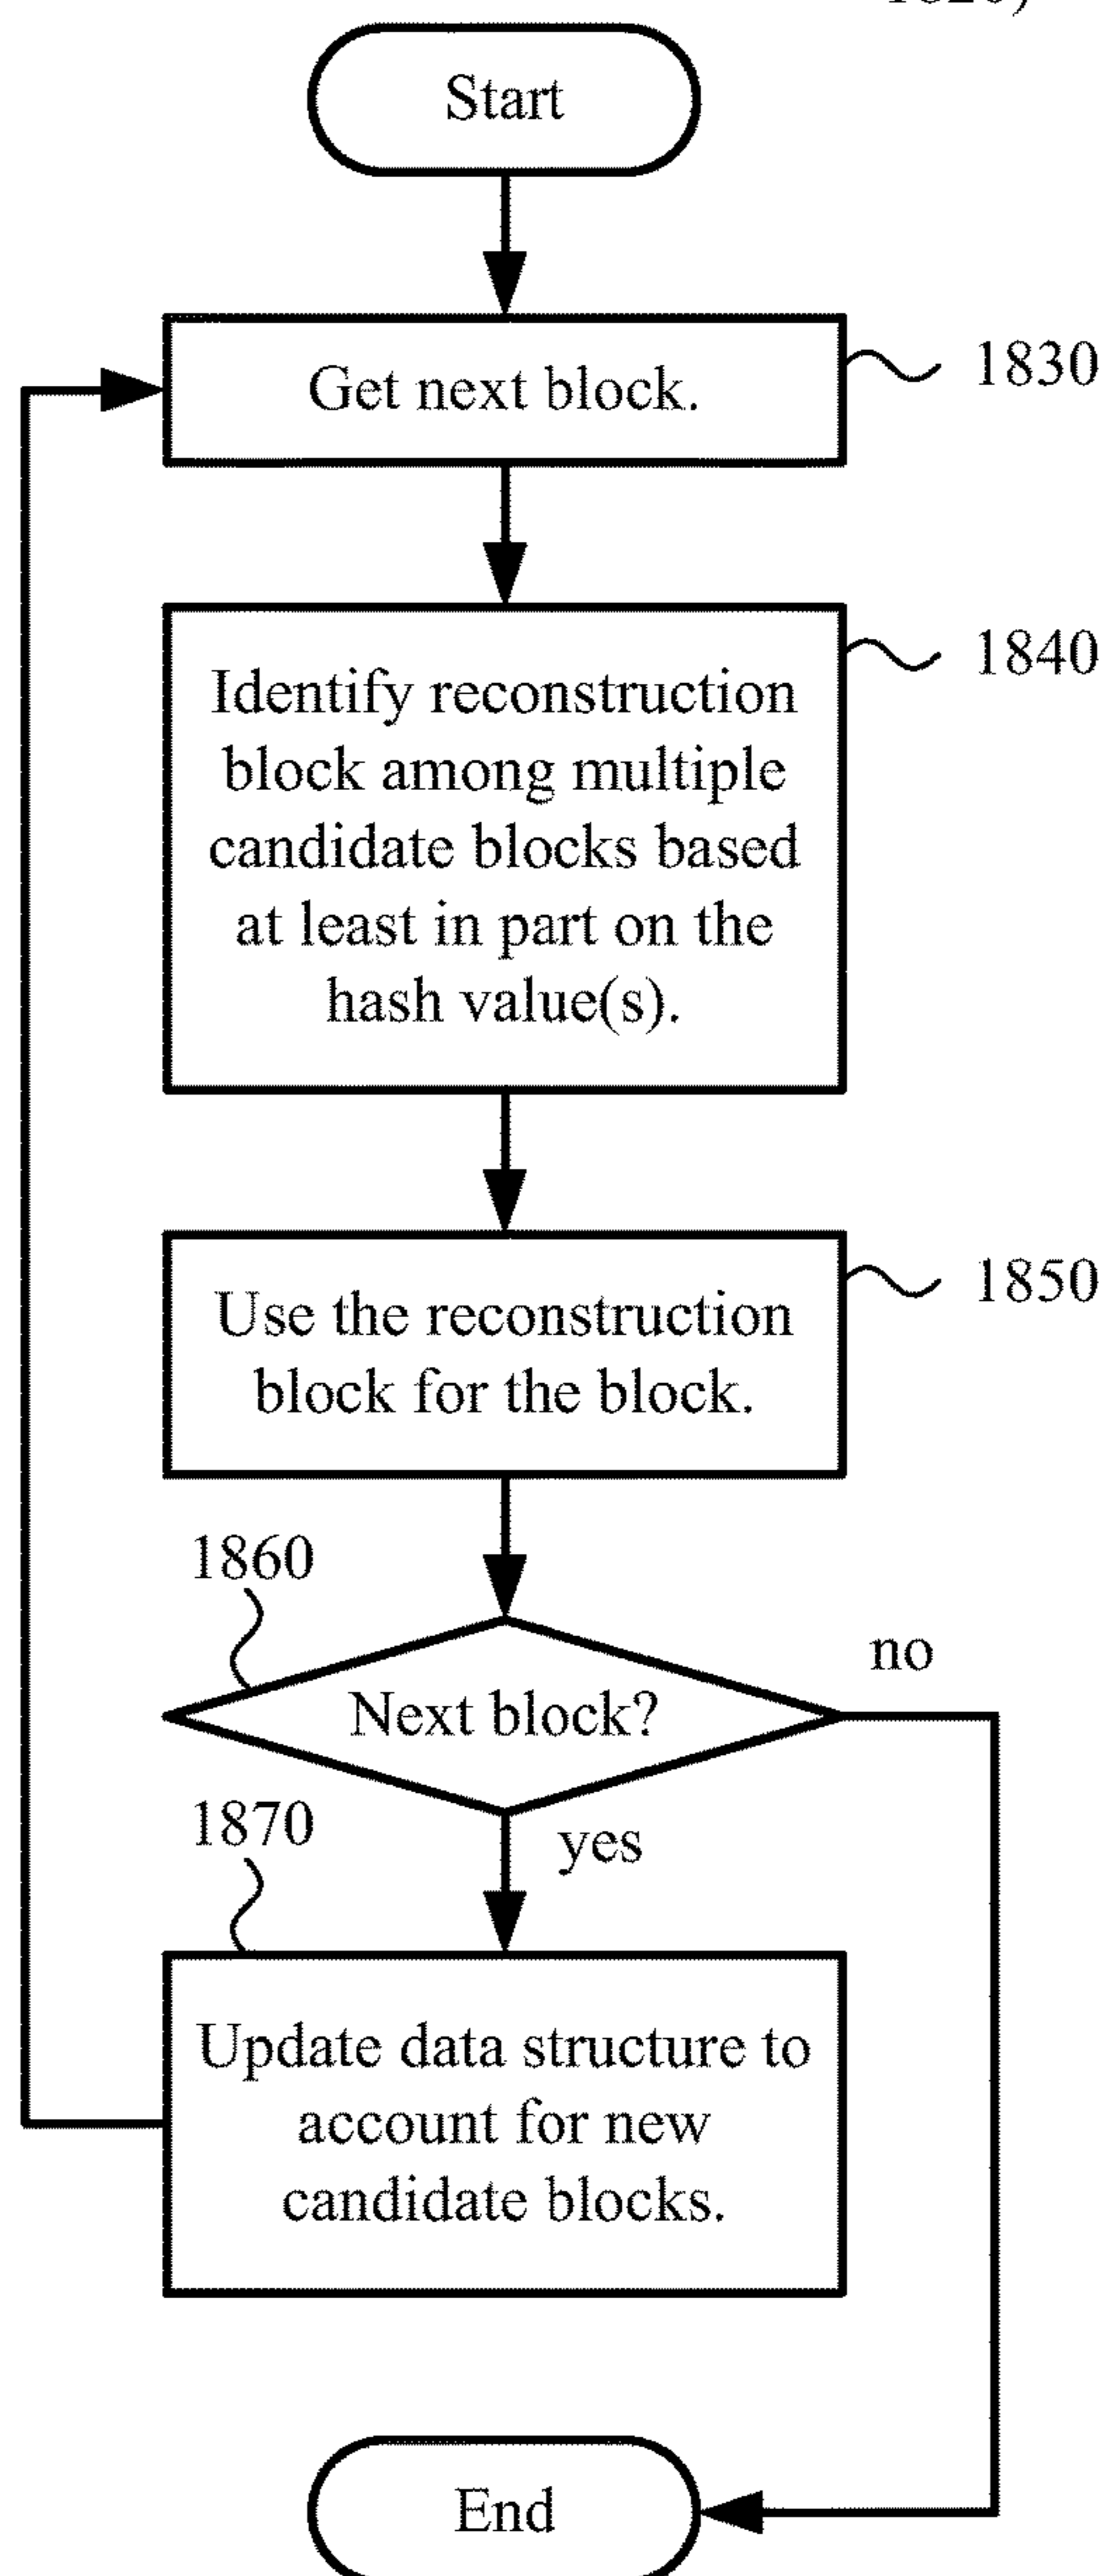 Start
Get next block.
1830
1840
Identify reconstruction
block among multiple
candidate blocks based
at least in part on the
hash value(s).
1850
Use the reconstruction
block for the block.
1860
no
Next block?
1870
yes
Update data structure to
account for new
candidate blocks.
End